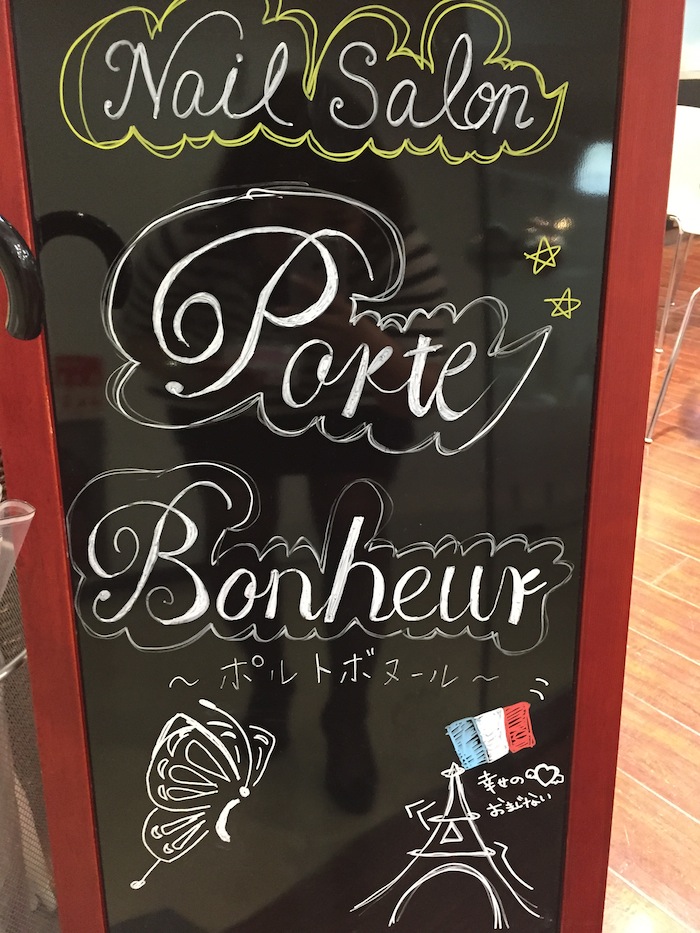 Nail Salon
Porte
Bonheur
～ポルトボヌール～
幸せの
おまじない